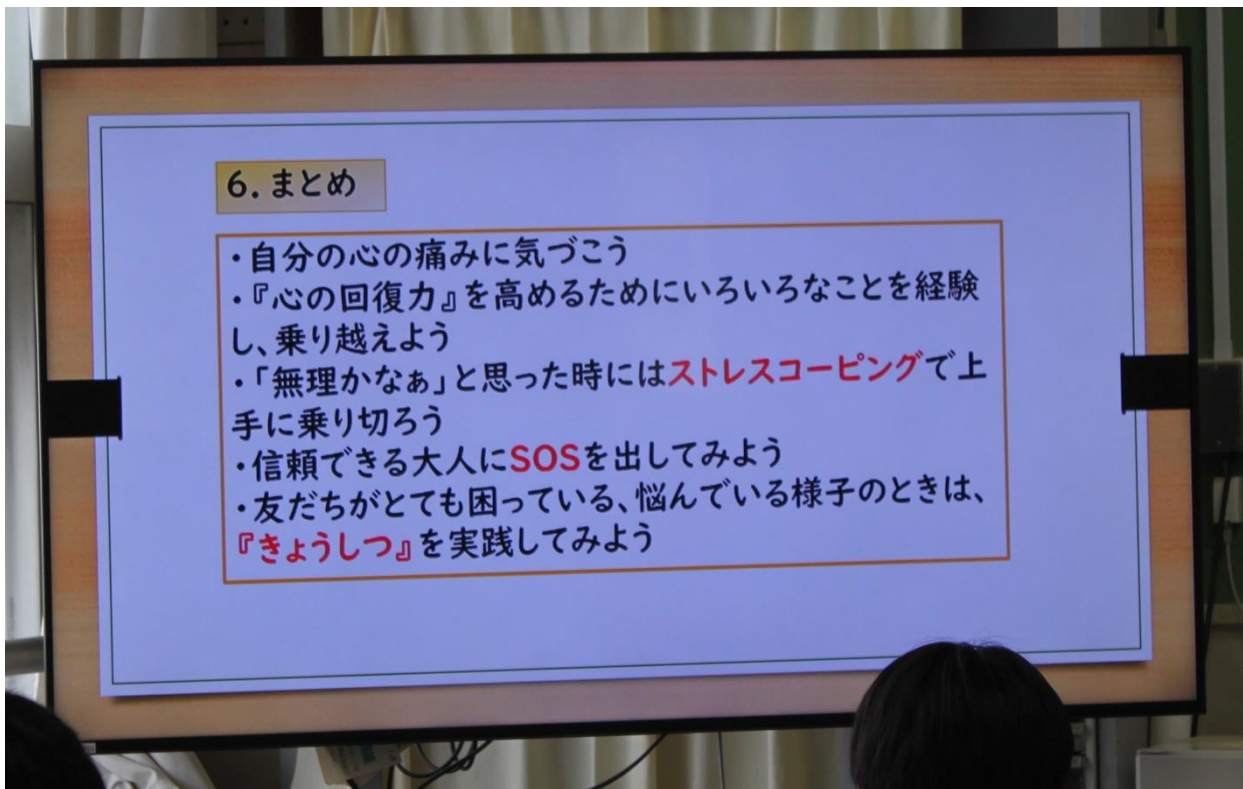 6. まとめ
・自分の心の痛みに気づこう
・『心の回復力』を高めるためにいろいろなことを経験
し、乗り越えよう
・「無理かなぁ」と思った時にはストレスコーピングで上
手に乗り切ろう
・信頼できる大人にSOSを出してみよう
・友だちがとても困っている、悩んでいる様子のときは、
『きょうしつ』を実践してみよう